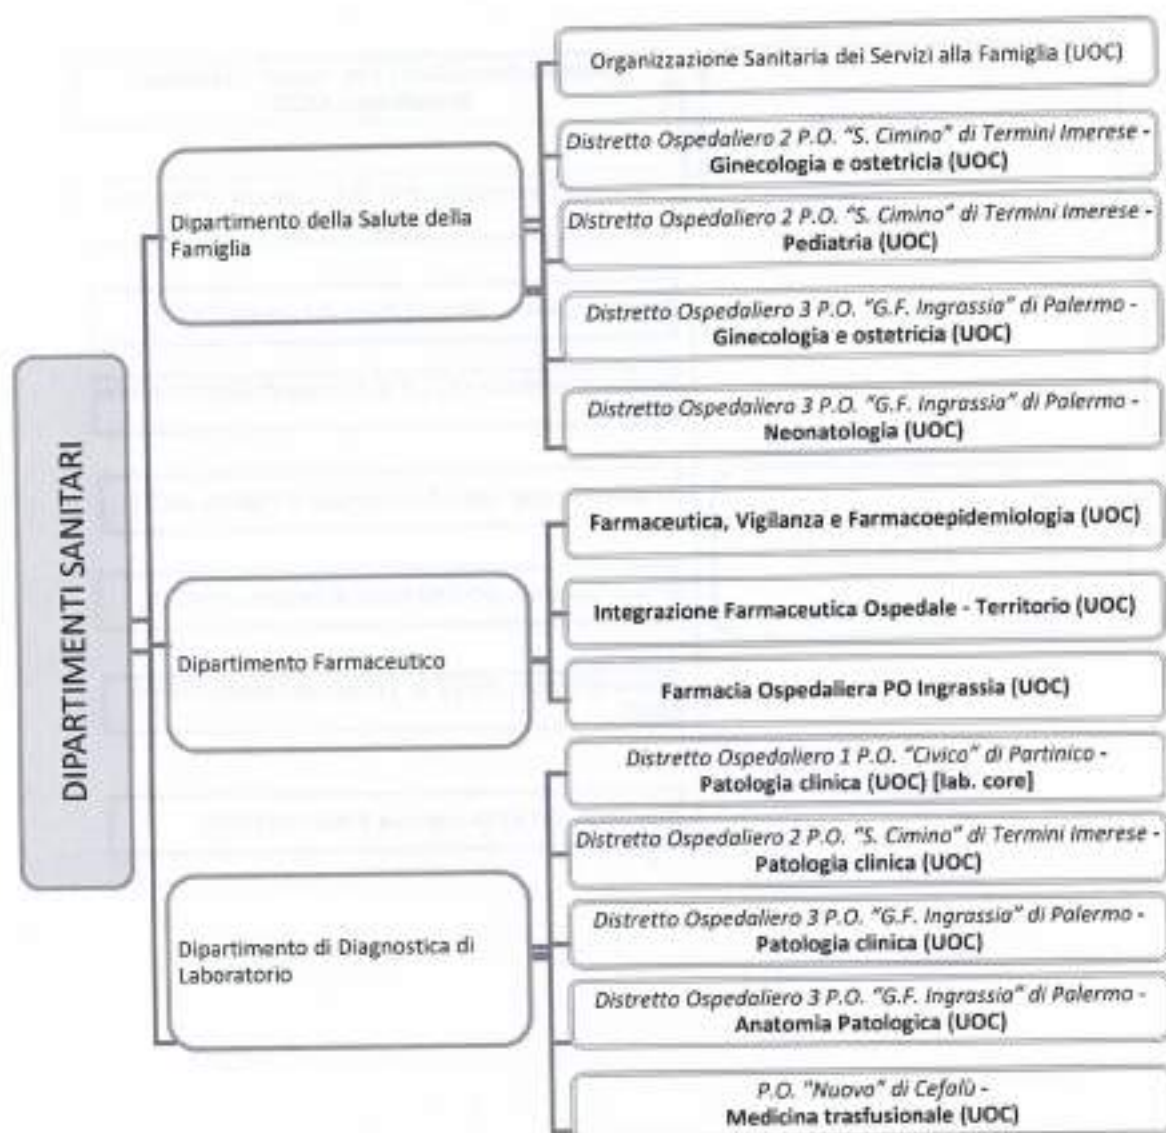 Organizzazione Sanitaria dei Servizi alla Famiglia (UOC)
Distretto Ospedaliero 2 P.O. "S. Cimino" di Termini Imerese -
Ginecologia e ostetricia (UOC)
Dipartimento della Salute della
Famiglia
Distretto Ospedaliero 2 P.O. "S. Cimino" di Termini Imerese -
Pediatria (UOC)
Distretto Ospedaliero 3 P.O. "G.F. Ingrassia" di Palermo -
Ginecologia e ostetricia (UOC)
Distretto Ospedaliero 3 P.O. "G.F. Ingrassia" di Palermo -
Neonatologia (UOC)
DIPARTIMENTI SANITARI
Farmaceutica, Vigilanza e Farmacoepidemiologia (UOC)
Integrazione Farmaceutica Ospedale - Territorio (UOC)
Dipartimento Farmaceutico
Farmacia Ospedaliera PO Ingrassia (UOC)
Distretto Ospedaliero 1 P.O. "Civico" di Partinico -
Patologia clinica (UOC) [lab. core]
Distretto Ospedaliero 2 P.O. "S. Cimino" di Termini Imerese -
Patologia clinica (UOC)
Dipartimento di Diagnostica di
Laboratorio
Distretto Ospedaliero 3 P.O. "G.F. Ingrassia" di Palermo -
Patologia clinica (UOC)
Distretto Ospedaliero 3 P.O. "G.F. Ingrassia" di Palermo -
Anatomia Patologica (UOC)
P.O. "Nuovo" di Cefalù -
Medicina trasfusionale (UOC)